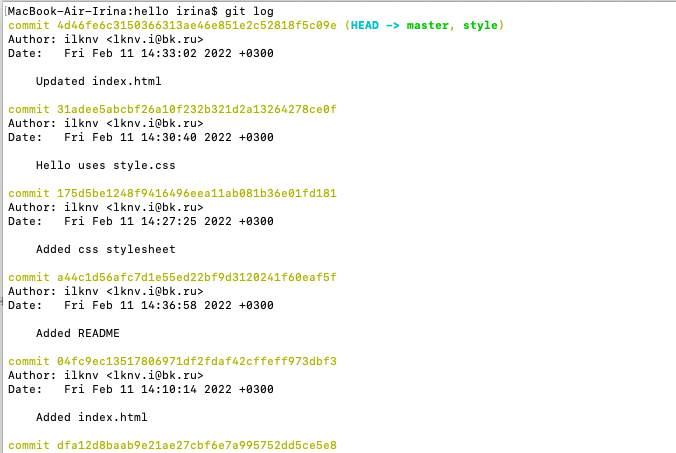 MacBook-Air-Irina:hello irina$ git log
commit 4d46fe6c3150366313ae46e851e2c52818f5c09e (HEAD -> master, style)
Author: ilknv <lknv.i@bk.ru>
Date:   Fri Feb 11 14:33:02 2022 +0300
Updated index.html
commit 31adee5abcbf26a10f232b321d2a13264278ce0f
Author: ilknv <lknv.i@bk.ru>
Date:   Fri Feb 11 14:30:40 2022 +0300
Hello uses style.css
commit 175d5be1248f9416496eea11ab081b36e01fd181
Author: ilknv <lknv.i@bk.ru>
Date:   Fri Feb 11 14:27:25 2022 +0300
Added css stylesheet
commit a44c1d56afc7d1e55ed22bf9d3120241f60eaf5f
Author: ilknv <lknv.i@bk.ru>
Date:   Fri Feb 11 14:36:58 2022 +0300
Added README
commit 04fc9ec13517806971df2fdaf42cffeff973dbf3
Author: ilknv <lknv.i@bk.ru>
Date:   Fri Feb 11 14:10:14 2022 +0300
Added index.html
commit dfa12d8baab9e21ae27cbf6e7a995752dd5ce5e8